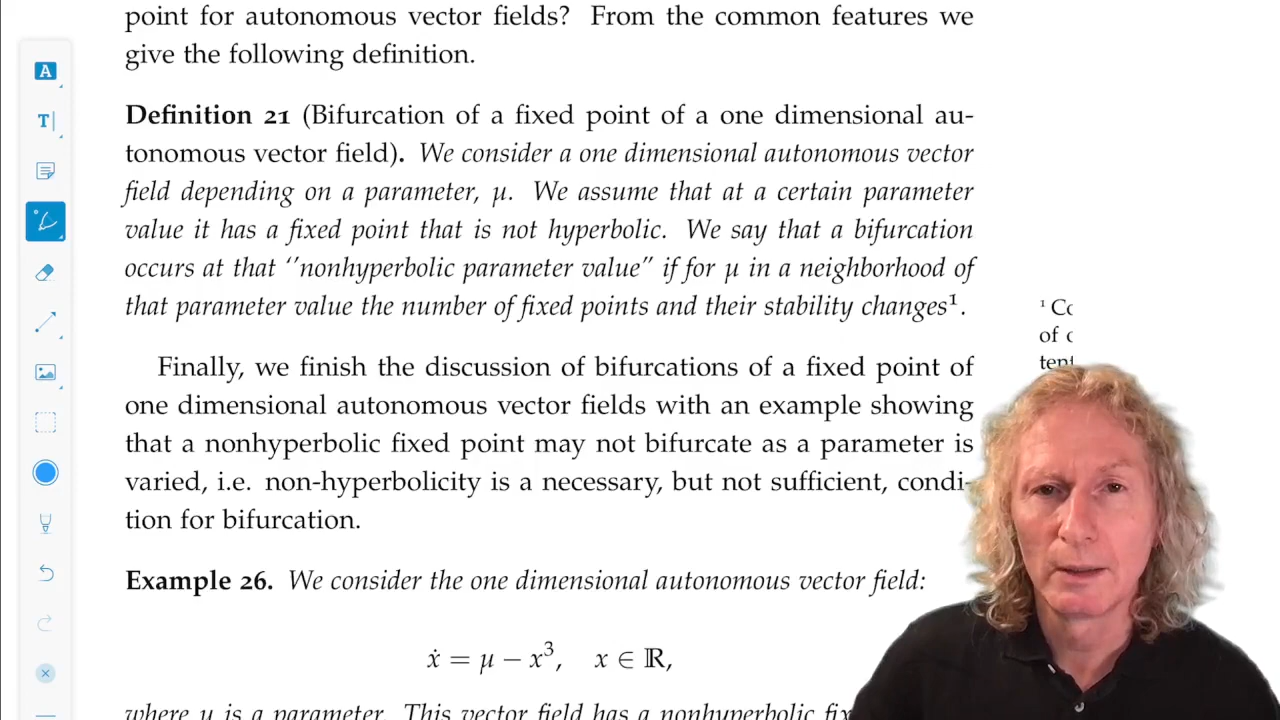 point for autonomous vector fields? From the common features we
give the following definition.
Definition 21 (Bifurcation of a fixed point of a one dimensional au-
tonomous vector field). We consider a one dimensional autonomous vector
field depending on a parameter, μ. We assume that at a certain parameter
value it has a fixed point that is not hyperbolic. We say that a bifurcation
occurs at that ‘’nonhyperbolic parameter value” if for μ in a neighborhood of
that parameter value the number of fixed points and their stability changes¹.
¹
of
Finally, we finish the discussion of bifurcations of a fixed point of
one dimensional autonomous vector fields with an example showing
that a nonhyperbolic fixed point may not bifurcate as a parameter is
varied, i.e. non-hyperbolicity is a necessary, but not sufficient, condi-
tion for bifurcation.
Example 26. We consider the one dimensional autonomous vector field:
ẋ = μ − x³, x ∈ ℝ,
where μ is a parameter. This vector field has a nonhyperbolic
A
T